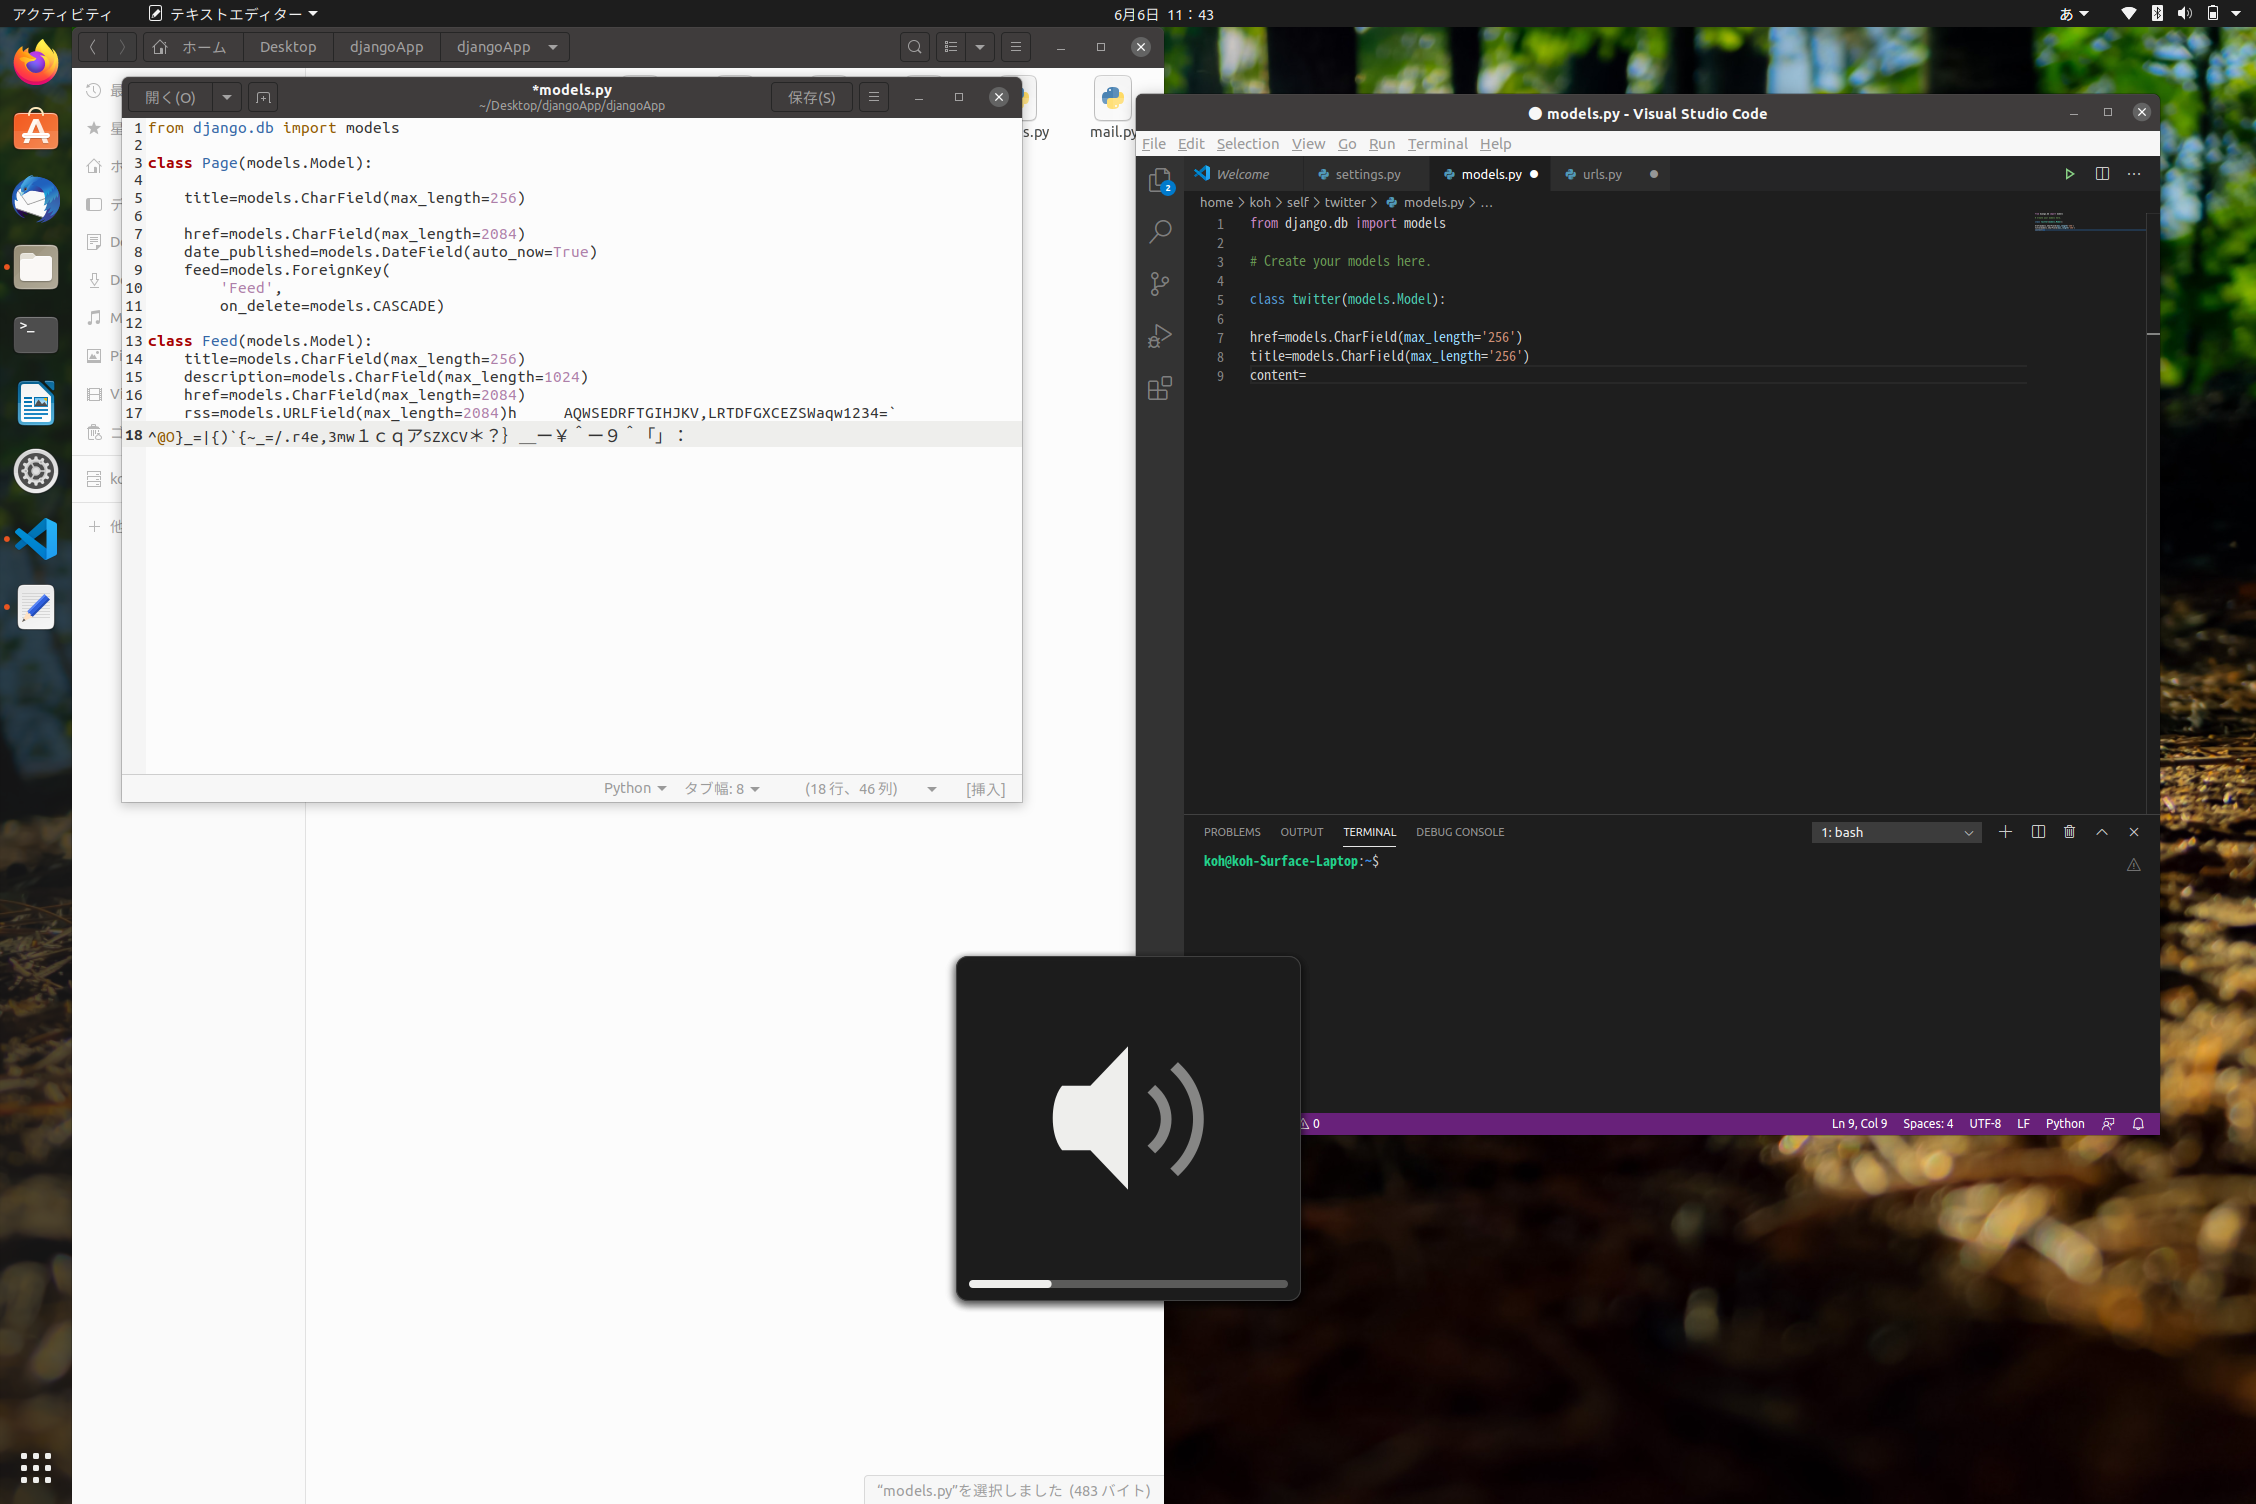 アクティビティ
テキストエディター
6月6日 11：43
あ
ホーム
Desktop
djangoApp
djangoApp
s.py
mail.py
開く(O)
*models.py
~/Desktop/djangoApp/djangoApp
保存(S)
1 from django.db import models
2
3 class Page(models.Model):
4
5 title=models.CharField(max_length=256)
6
7 href=models.CharField(max_length=2084)
8 date_published=models.DateField(auto_now=True)
9 feed=models.ForeignKey(
10 'Feed',
11 on_delete=models.CASCADE)
12
13 class Feed(models.Model):
14 title=models.CharField(max_length=256)
15 description=models.CharField(max_length=1024)
16 href=models.CharField(max_length=2084)
17 rss=models.URLField(max_length=2084)h AQWSEDRFTGIHJKV,LRTDFGXCEZSWaqw1234=`
18 ^@O}_=|{)`{~_=/.r4e,3mw１ｃｑアSZXCV＊？｝＿ー￥＾ー９＾「」：
Python
タブ幅: 8
(18 行、46 列)
[挿入]
"models.py"を選択しました (483 バイト)
● models.py - Visual Studio Code
File Edit Selection View Go Run Terminal Help
2
Welcome
settings.py
models.py
urls.py
home > koh > self > twitter > models.py > ...
1 from django.db import models
2
3 # Create your models here.
4
5 class twitter(models.Model):
6
7 href=models.CharField(max_length='256')
8 title=models.CharField(max_length='256')
9 content=
PROBLEMS OUTPUT TERMINAL DEBUG CONSOLE
1: bash
koh@koh-Surface-Laptop:~$
0
Ln 9, Col 9
Spaces: 4
UTF-8
LF
Python